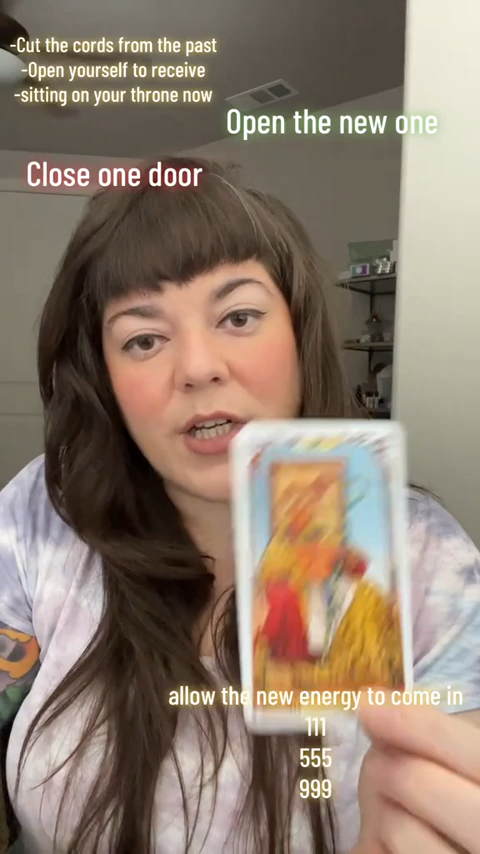 -Cut the cords from the past
-Open yourself to receive
-sitting on your throne now
Open the new one
Close one door
allow the new energy to come in
111
555
999